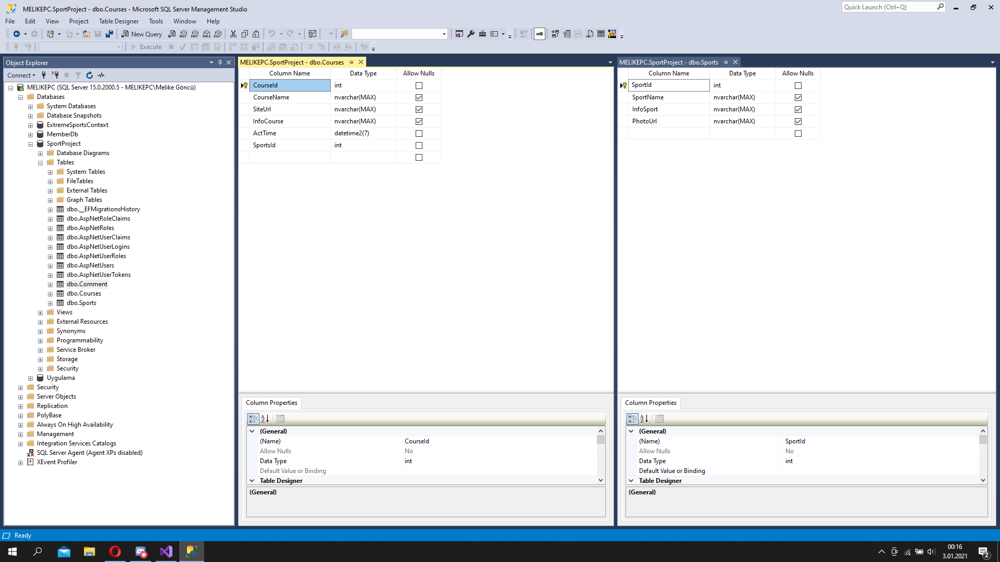 MELIKEPC.SportProject - dbo.Courses - Microsoft SQL Server Management Studio
Quick Launch (Ctrl+Q)
File Edit View Project Table Designer Tools Window Help
New Query
MDX DMX XMLA DAX
Execute
Object Explorer
Connect
MELIKEPC (SQL Server 15.0.2000.5 - MELIKEPC\Melike Göncü)
Databases
System Databases
Database Snapshots
ExtremeSportsContext
MemberDb
SportProject
Database Diagrams
Tables
System Tables
FileTables
External Tables
Graph Tables
dbo.__EFMigrationsHistory
dbo.AspNetRoleClaims
dbo.AspNetRoles
dbo.AspNetUserClaims
dbo.AspNetUserLogins
dbo.AspNetUserRoles
dbo.AspNetUsers
dbo.AspNetUserTokens
dbo.Comment
dbo.Courses
dbo.Sports
Views
External Resources
Synonyms
Programmability
Service Broker
Storage
Security
Uygulama
Security
Server Objects
Replication
PolyBase
Always On High Availability
Management
Integration Services Catalogs
SQL Server Agent (Agent XPs disabled)
XEvent Profiler
MELIKEPC.SportProject - dbo.Courses
Column Name Data Type Allow Nulls
CourseId int
CourseName nvarchar(MAX)
SiteUrl nvarchar(MAX)
InfoCourse nvarchar(MAX)
ActTime datetime2(7)
SportsId int
Column Properties
(General)
(Name) CourseId
Allow Nulls No
Data Type int
Default Value or Binding
Table Designer
(General)
MELIKEPC.SportProject - dbo.Sports
Column Name Data Type Allow Nulls
SportId int
SportName nvarchar(MAX)
InfoSport nvarchar(MAX)
PhotoUrl nvarchar(MAX)
Column Properties
(General)
(Name) SportId
Allow Nulls No
Data Type int
Default Value or Binding
Table Designer
(General)
Ready
00:16
3.01.2021
2